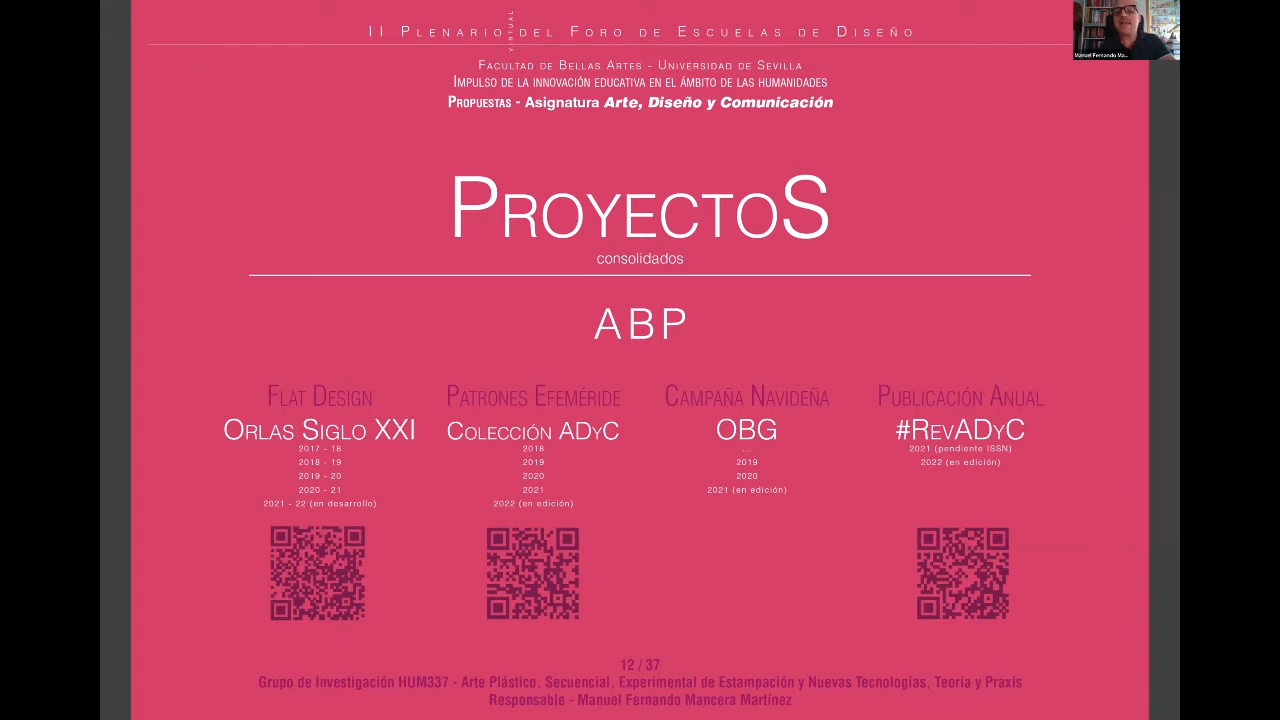 II PLENARIO VIRTUAL DEL FORO DE ESCUELAS DE DISEÑO
FACULTAD DE BELLAS ARTES - UNIVERSIDAD DE SEVILLA
IMPULSO DE LA INNOVACIÓN EDUCATIVA EN EL ÁMBITO DE LAS HUMANIDADES
PROPUESTAS - Asignatura Arte, Diseño y Comunicación
Manuel Fernando Ma...
PROYECTOS
consolidados
ABP
FLAT DESIGN
ORLAS SIGLO XXI
2017 - 18
2018 - 19
2019 - 20
2020 - 21
2021 - 22 (en desarrollo)
PATRONES EFEMÉRIDE
COLECCIÓN ADYC
2018
2019
2020
2021
2022 (en edición)
CAMPAÑA NAVIDEÑA
OBG
...
2019
2020
2021 (en edición)
PUBLICACIÓN ANUAL
#REVADYC
2021 (pendiente ISSN)
2022 (en edición)
12 / 37
Grupo de Investigación HUM337 - Arte Plástico, Secuencial, Experimental de Estampación y Nuevas Tecnologías, Teoría y Praxis
Responsable - Manuel Fernando Mancera Martínez